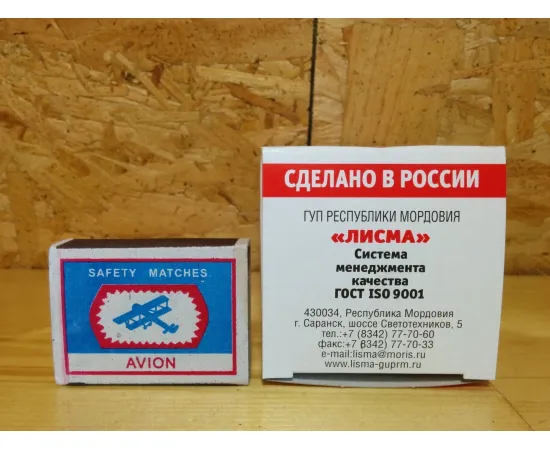 SAFETY MATCHES
AVION
СДЕЛАНО В РОССИИ
ГУП РЕСПУБЛИКИ МОРДОВИЯ
«ЛИСМА»
Система
менеджмента
качества
ГОСТ ISO 9001
430034, Республика Мордовия
г. Саранск, шоссе Светотехников, 5
тел.:+7 (8342) 77-70-60
факс:+7 (8342) 77-70-33
e-mail:lisma@moris.ru
www.lisma-guprm.ru